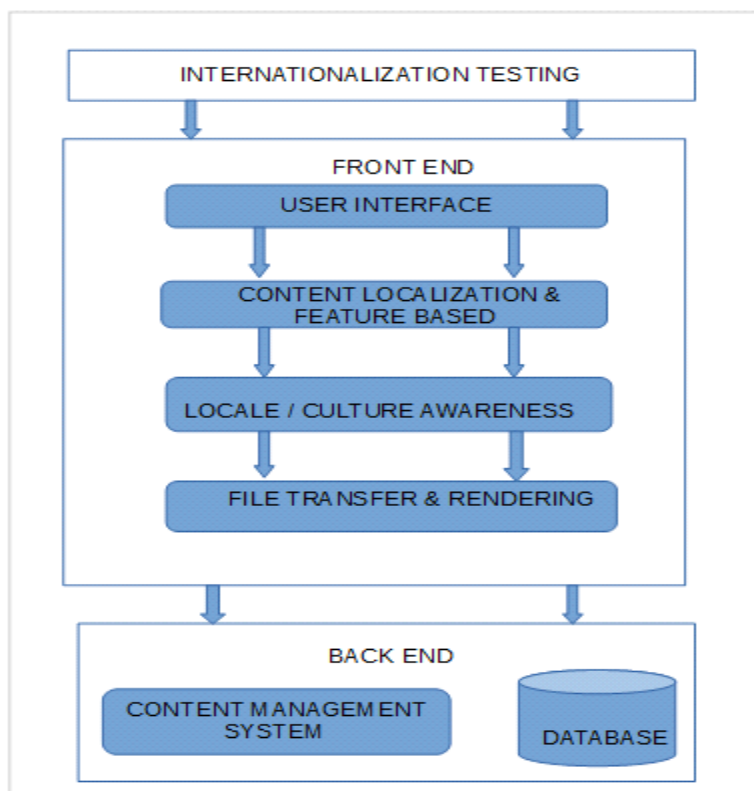 INTERNATIONALIZATION TESTING
FRONT END
USER INTERFACE
CONTENT LOCALIZATION &
FEATURE BASED
LOCALE / CULTURE AWARENESS
FILE TRANSFER & RENDERING
BACK END
CONTENT MANAGEMENT
SYSTEM
DATABASE